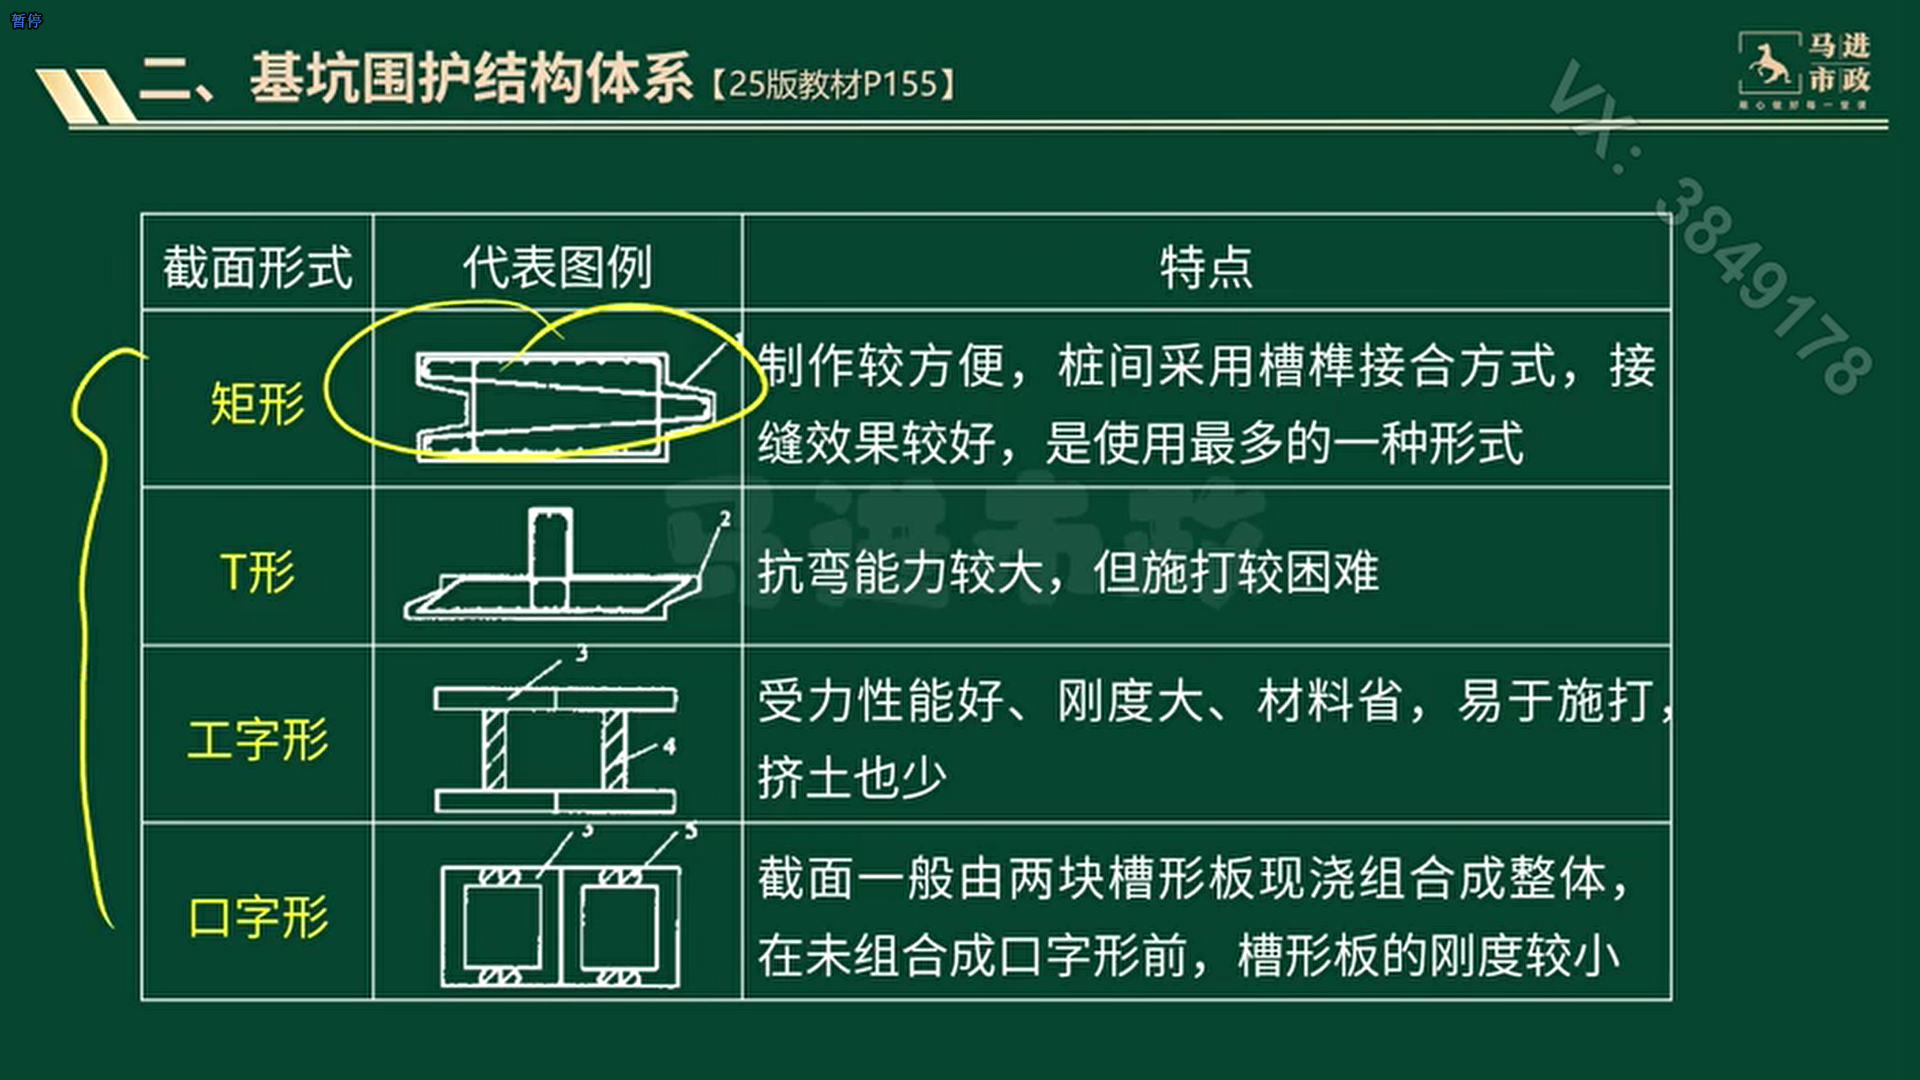 暂停
二、基坑围护结构体系【25版教材P155】
马进
市政
用心做好每一堂课
VX: 3849178
截面形式 代表图例 特点
矩形
1
制作较方便，桩间采用槽榫接合方式，接
缝效果较好，是使用最多的一种形式
马进市政
T形
2
抗弯能力较大，但施打较困难
工字形
3
4
受力性能好、刚度大、材料省，易于施打，
挤土也少
口字形
3 5
截面一般由两块槽形板现浇组合成整体，
在未组合成口字形前，槽形板的刚度较小